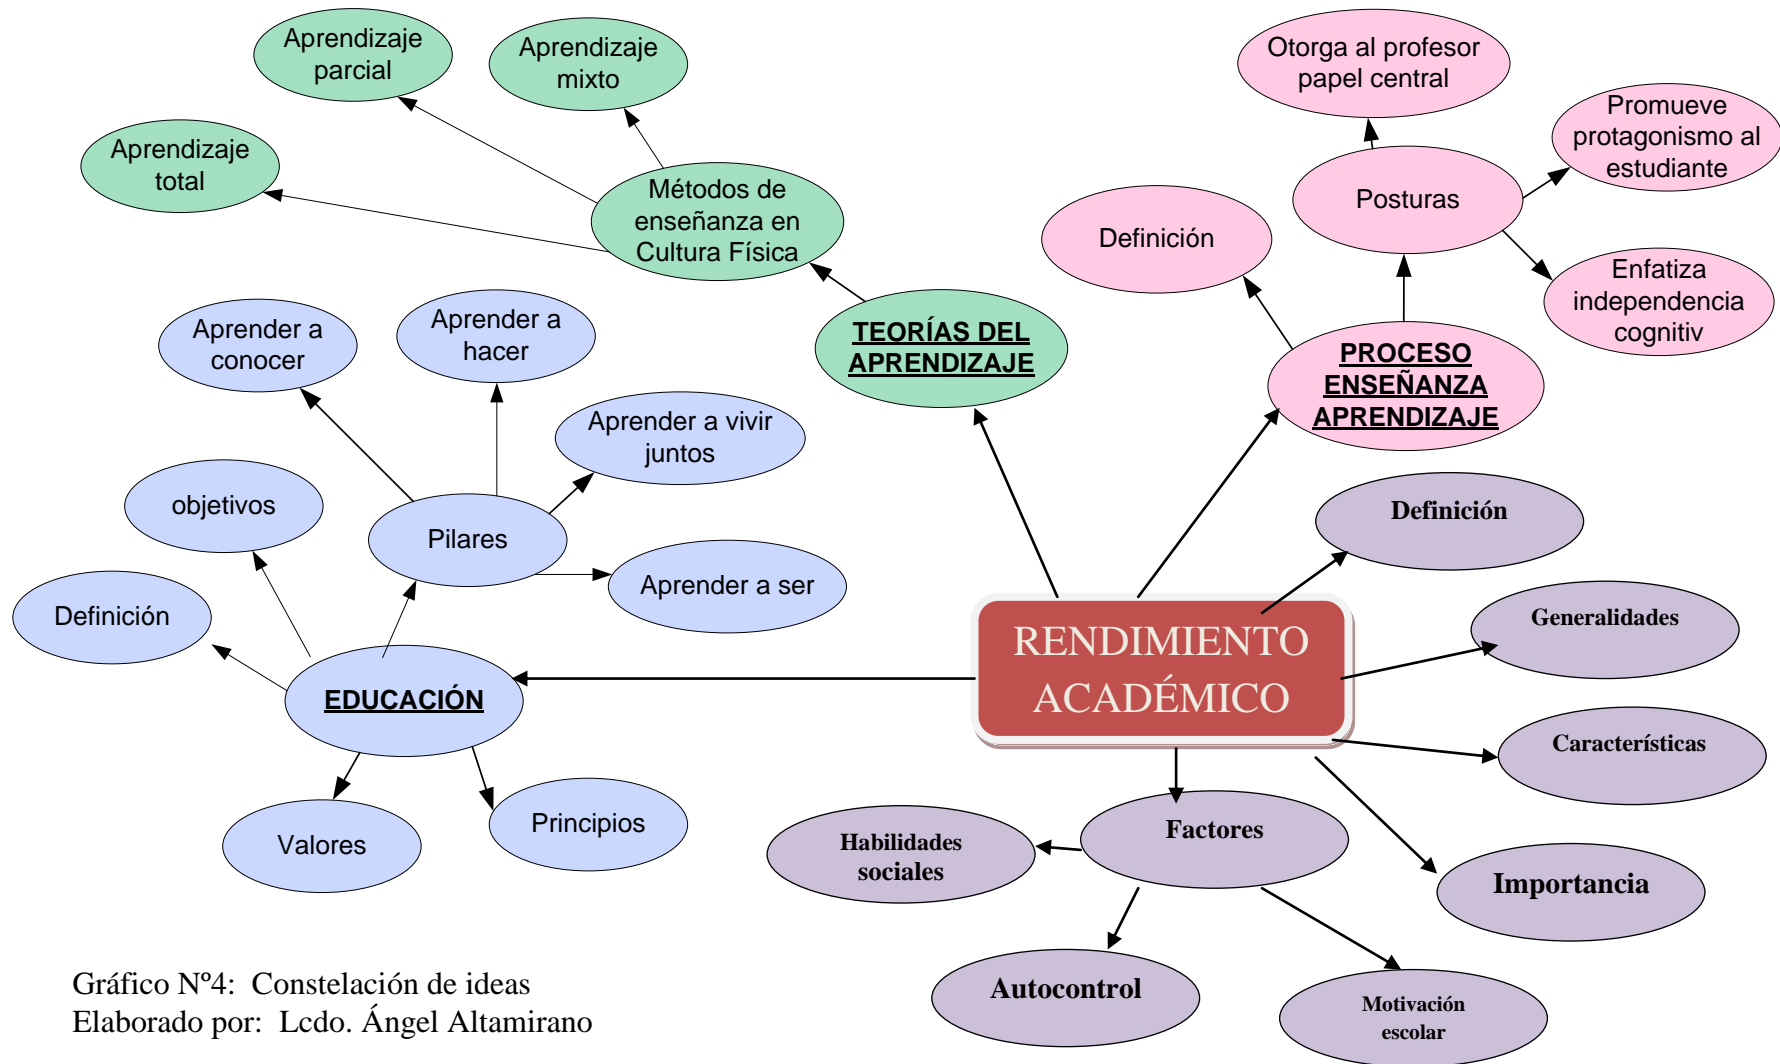 Aprendizaje
parcial
Aprendizaje
mixto
Otorga al profesor
papel central
Promueve
protagonismo al
estudiante
Aprendizaje
total
Métodos de
enseñanza en
Cultura Física
Posturas
Definición
Enfatiza
independencia
cognitiv
Aprender a
conocer
Aprender a
hacer
TEORÍAS DEL
APRENDIZAJE
PROCESO
ENSEÑANZA
APRENDIZAJE
Aprender a vivir
juntos
objetivos
Pilares
Definición
Aprender a ser
Definición
Generalidades
RENDIMIENTO
ACADÉMICO
EDUCACIÓN
Características
Valores
Principios
Factores
Habilidades
sociales
Importancia
Autocontrol
Motivación
escolar
Gráfico Nº4:  Constelación de ideas
Elaborado por:  Lcdo. Ángel Altamirano